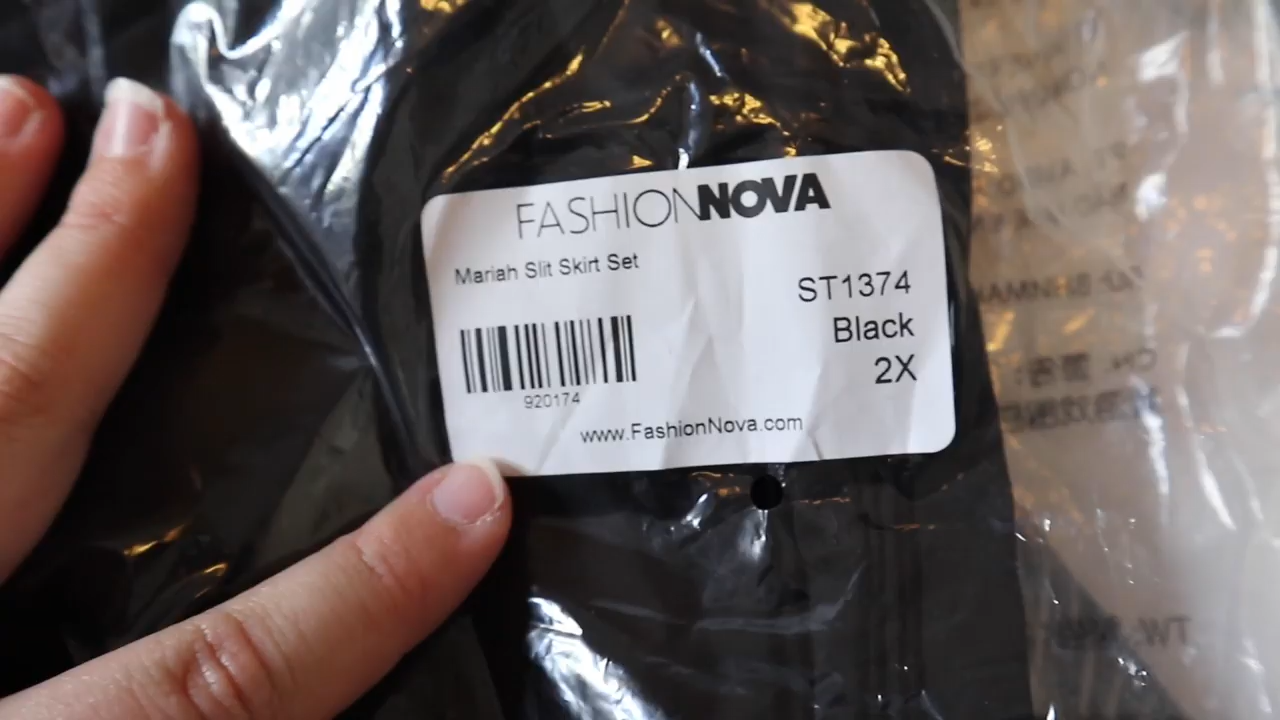 FASHIONNOVA
Mariah Slit Skirt Set
ST1374
Black
2X
920174
www.FashionNova.com